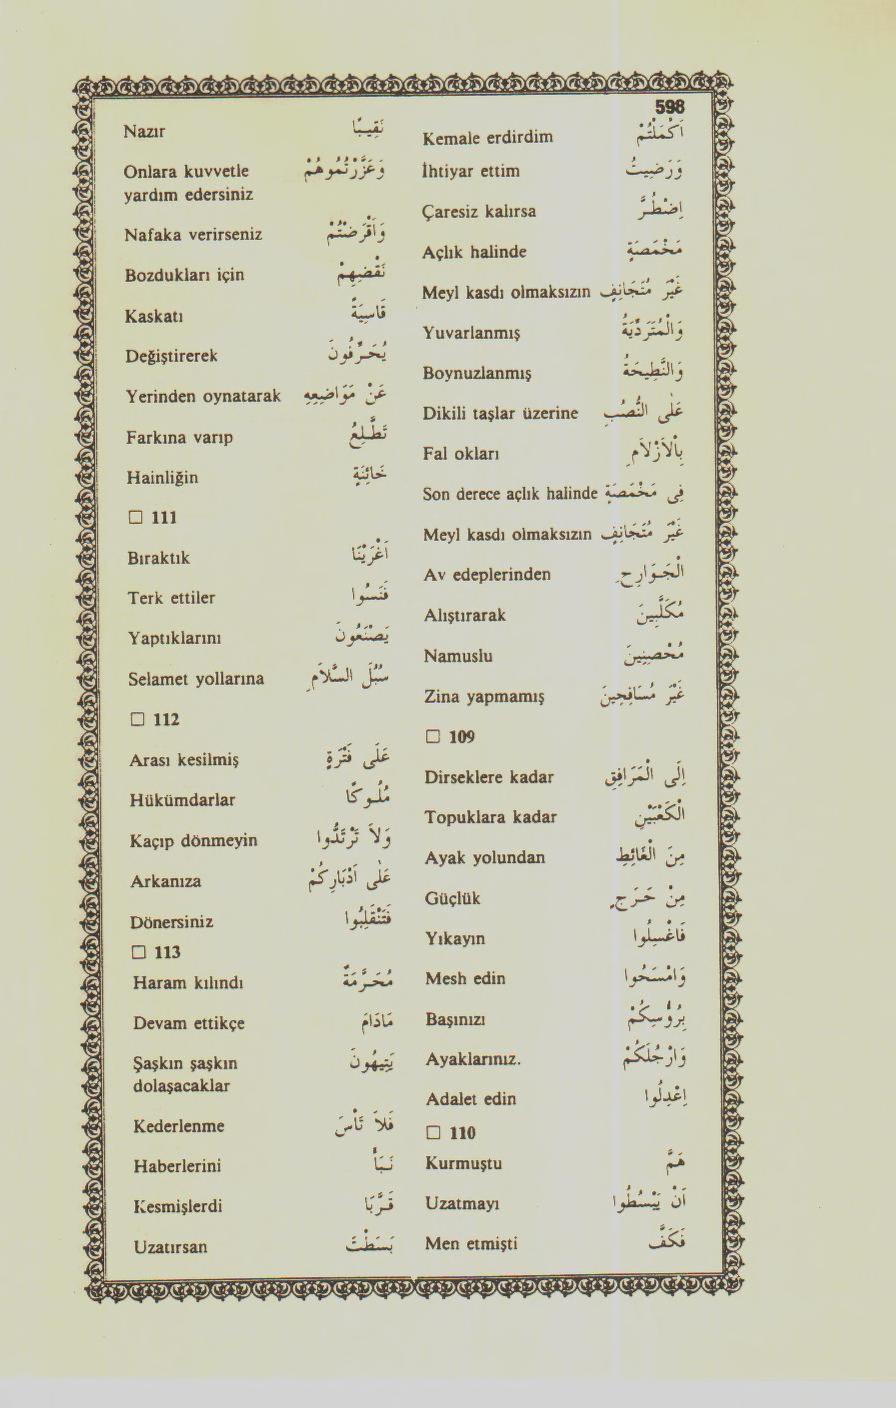 598
Kemale erdirdim اَكْمَلْتُمْ
İhtiyar ettim وَرَضِيتُ
Çaresiz kalırsa اِضْطُرَّ
Açlık halinde مَخْمَصَةٍ
Meyl kasdı olmaksızın غَيْرَ مُتَجَانِفٍ
Yuvarlanmış وَالْمُتَرَدِّيَةُ
Boynuzlanmış وَالنَّطِيحَةُ
Dikili taşlar üzerine عَلَى النُّصُبِ
Fal okları بِالْاَزْلَامِ
Son derece açlık halinde فِى مَخْمَصَةٍ
Meyl kasdı olmaksızın غَيْرَ مُتَجَانِفٍ
Av edeplerinden الْجَوَارِحِ
Alıştırarak مُكَلِّبِينَ
Namuslu مُحْصِنِينَ
Zina yapmamış غَيْرَ مُسَافِحِينَ
□ 109
Dirseklere kadar اِلَى الْمَرَافِقِ
Topuklara kadar الْكَعْبَيْنِ
Ayak yolundan مِنَ الْغَائِطِ
Güçlük مِنْ حَرَجٍ
Yıkayın فَاغْسِلُوا
Mesh edin وَامْسَحُوا
Başınızı بِرُؤُسِكُمْ
Ayaklarınız. وَاَرْجُلَكُمْ
Adalet edin اِعْدِلُوا
□ 110
Kurmuştu هَمَّ
Uzatmayı اَنْ يَبْسُطُوا
Men etmişti فَكَفَّ
Nazır نَقِيبًا
Onlara kuvvetle وَعَزَّرْتُمُوهُمْ
yardım edersiniz
Nafaka verirseniz وَاَقْرَضْتُمْ
Bozdukları için نَقْضِهِمْ
Kaskatı قَاسِيَةً
Değiştirerek يُحَرِّفُونَ
Yerinden oynatarak عَنْ مَوَاضِعِهِ
Farkına varıp تَطَّلِعُ
Hainliğin خَائِنَةٍ
□ 111
Bıraktık اَغْرَيْنَا
Terk ettiler فَنَسُوا
Yaptıklarını يَصْنَعُونَ
Selamet yollarına سُبُلَ السَّلَامِ
□ 112
Arası kesilmiş عَلَى فَتْرَةٍ
Hükümdarlar مُلُوكًا
Kaçıp dönmeyin وَلَا تَرْتَدُّوا
Arkanıza عَلَى اَدْبَارِكُمْ
Dönersiniz فَتَنْقَلِبُوا
□ 113
Haram kılındı مُحَرَّمَةٌ
Devam ettikçe مَادَامَ
Şaşkın şaşkın يَتِيهُونَ
dolaşacaklar
Kederlenme فَلَا تَأْسَ
Haberlerini نَبَأَ
Kesmişlerdi قَرَّبَا
Uzatırsan بَسَطْتَ